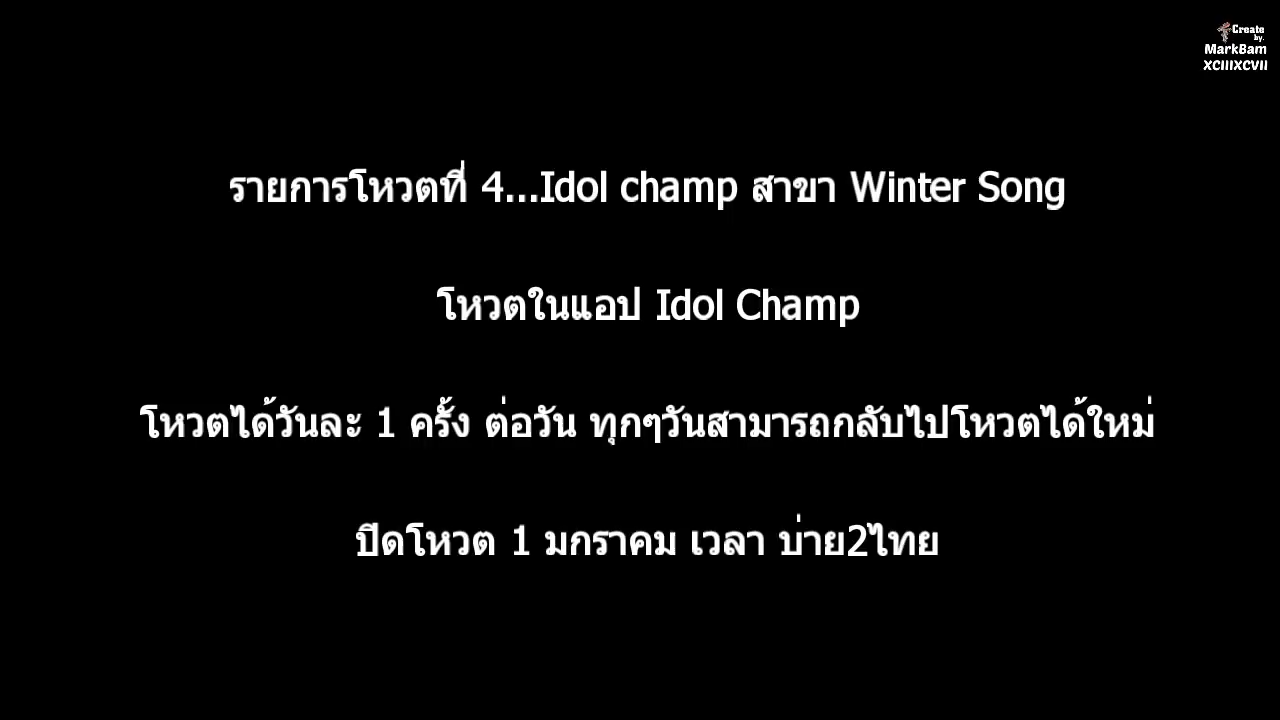 Create
by.
MarkBam
XCIIIXCVII
รายการโหวตที่ 4...Idol champ สาขา Winter Song
โหวตในแอป Idol Champ
โหวตได้วันละ 1 ครั้ง ต่อวัน ทุกๆวันสามารถกลับไปโหวตได้ใหม่
ปิดโหวต 1 มกราคม เวลา บ่าย2ไทย